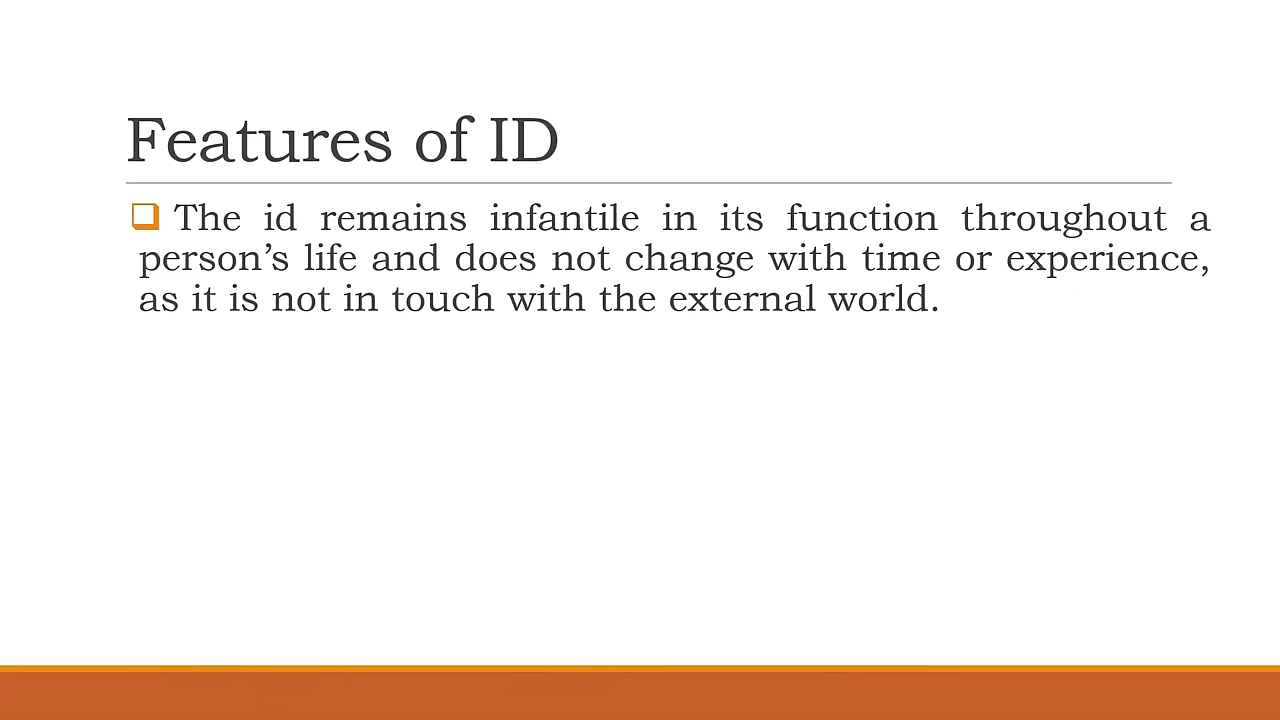 Features of ID
The id remains infantile in its function throughout a
person’s life and does not change with time or experience,
as it is not in touch with the external world.